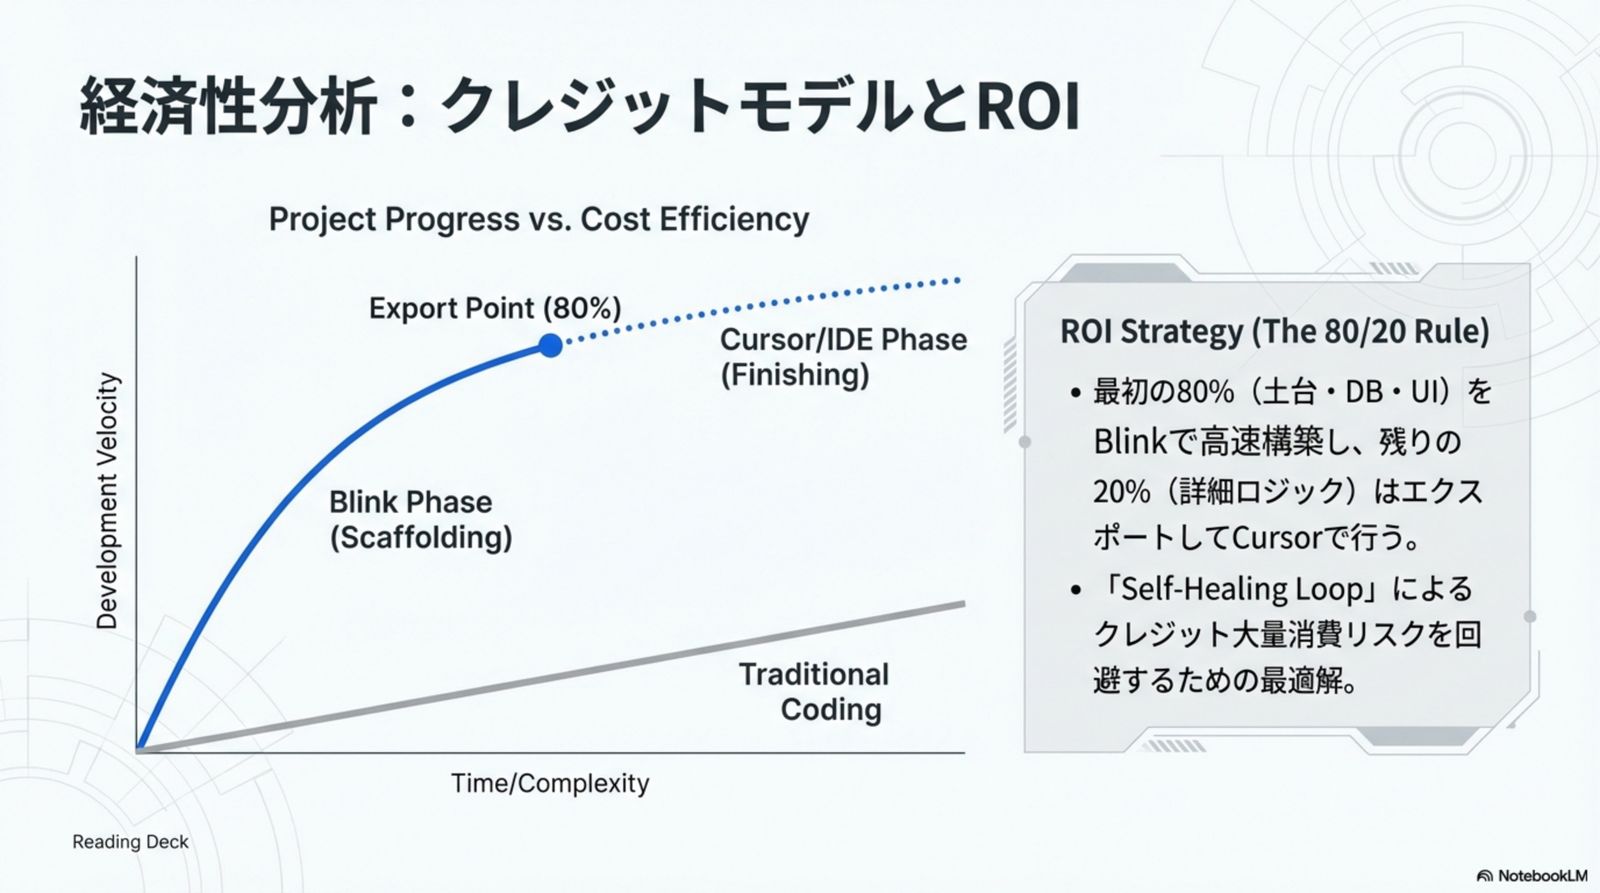 経済性分析：クレジットモデルとROI
Project Progress vs. Cost Efficiency
Export Point (80%)
Cursor/IDE Phase
(Finishing)
Blink Phase
(Scaffolding)
Traditional
Coding
Development Velocity
Time/Complexity
ROI Strategy (The 80/20 Rule)
• 最初の80%（土台・DB・UI）を
Blinkで高速構築し、残りの
20%（詳細ロジック）はエクス
ポートしてCursorで行う。
• 「Self-Healing Loop」による
クレジット大量消費リスクを回
避するための最適解。
Reading Deck
NotebookLM